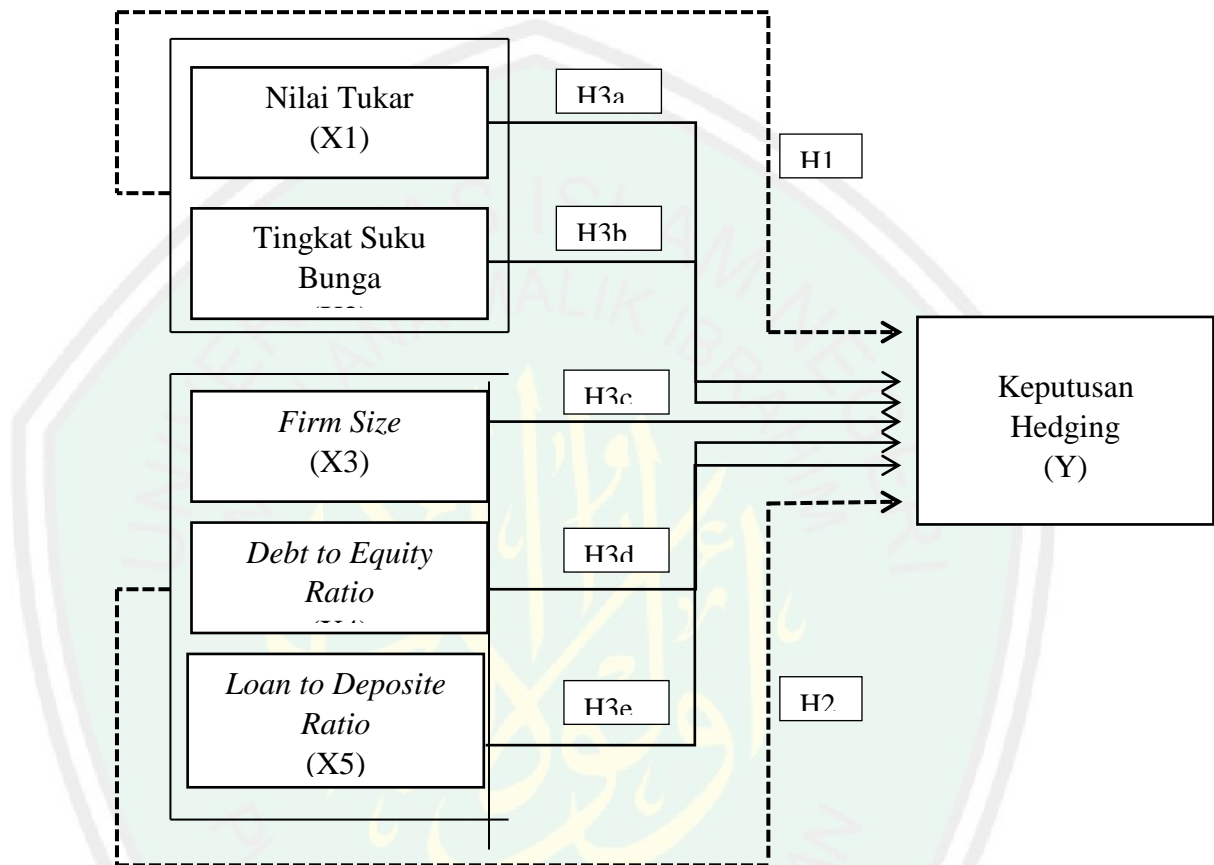 Nilai Tukar
(X1)
H3a
H1
Tingkat Suku
Bunga
H3b
Firm Size
(X3)
H3c
Keputusan
Hedging
(Y)
Debt to Equity
Ratio
H3d
Loan to Deposite
Ratio
(X5)
H3e
H2